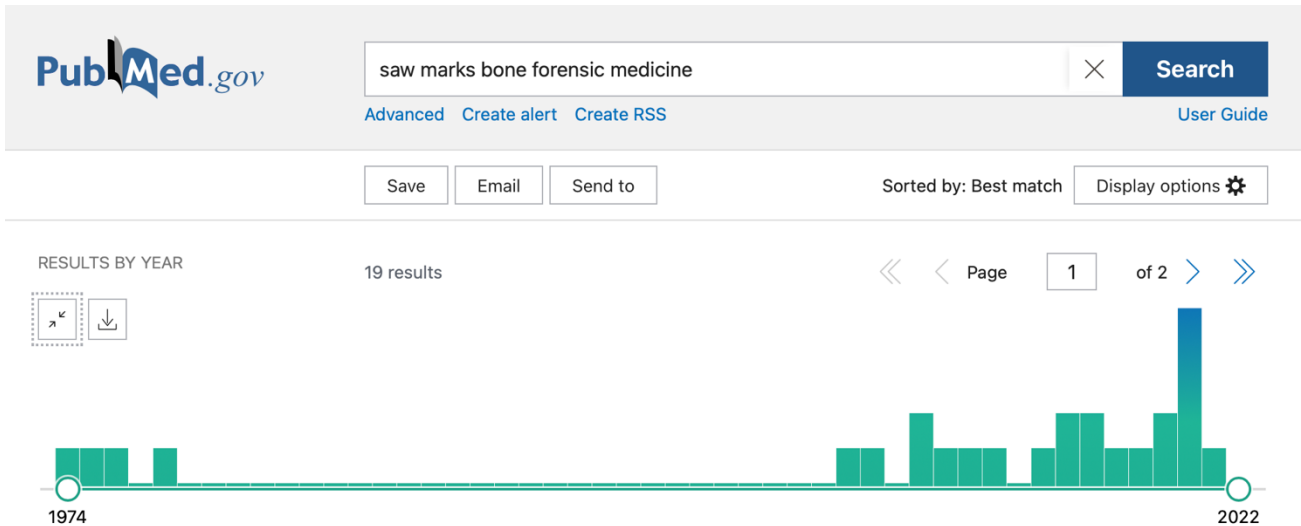 PubMed.gov
saw marks bone forensic medicine
Search
Advanced Create alert Create RSS
User Guide
Save Email Send to
Sorted by: Best match Display options
RESULTS BY YEAR
19 results
Page 1 of 2
1974
2022